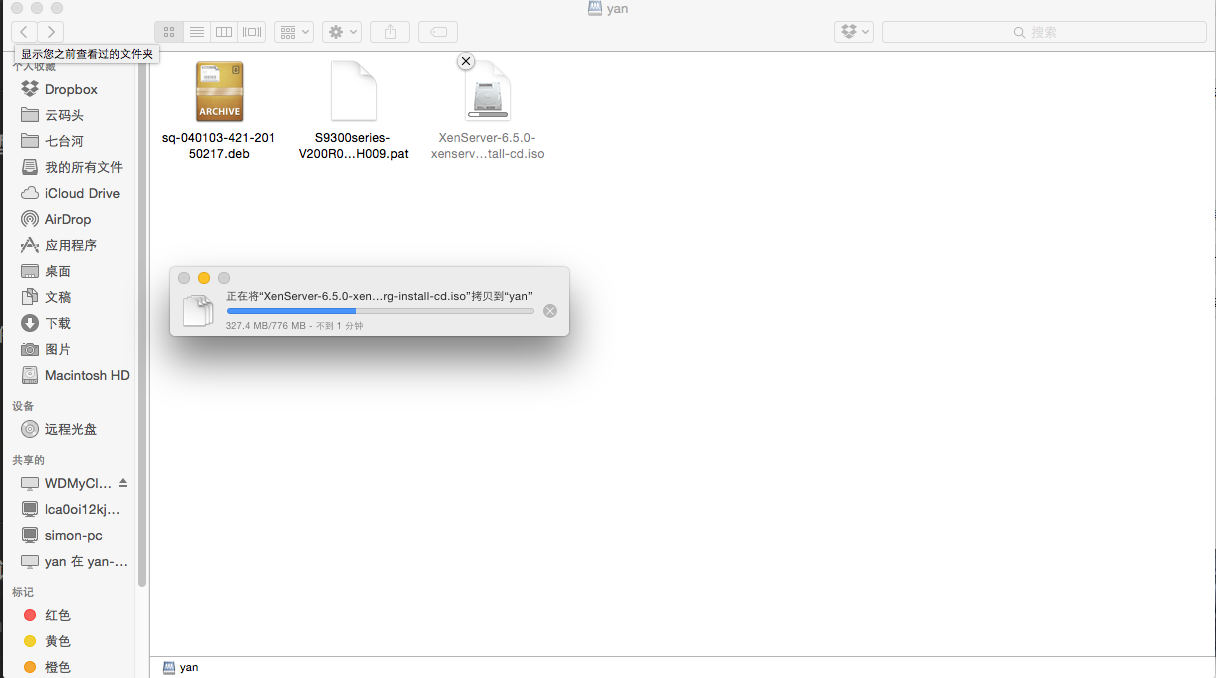 yan
搜索
显示您之前查看过的文件夹
个人收藏
Dropbox
云码头
七台河
我的所有文件
iCloud Drive
AirDrop
应用程序
桌面
文稿
下载
图片
Macintosh HD
设备
远程光盘
共享的
WDMyCl...
lca0oi12kj...
simon-pc
yan 在 yan-...
标记
红色
黄色
橙色
ARCHIVE
sq-040103-421-201
50217.deb
S9300series-
V200R0...H009.pat
XenServer-6.5.0-
xenserv...tall-cd.iso
正在将“XenServer-6.5.0-xen...rg-install-cd.iso”拷贝到“yan”
327.4 MB/776 MB - 不到 1 分钟
yan